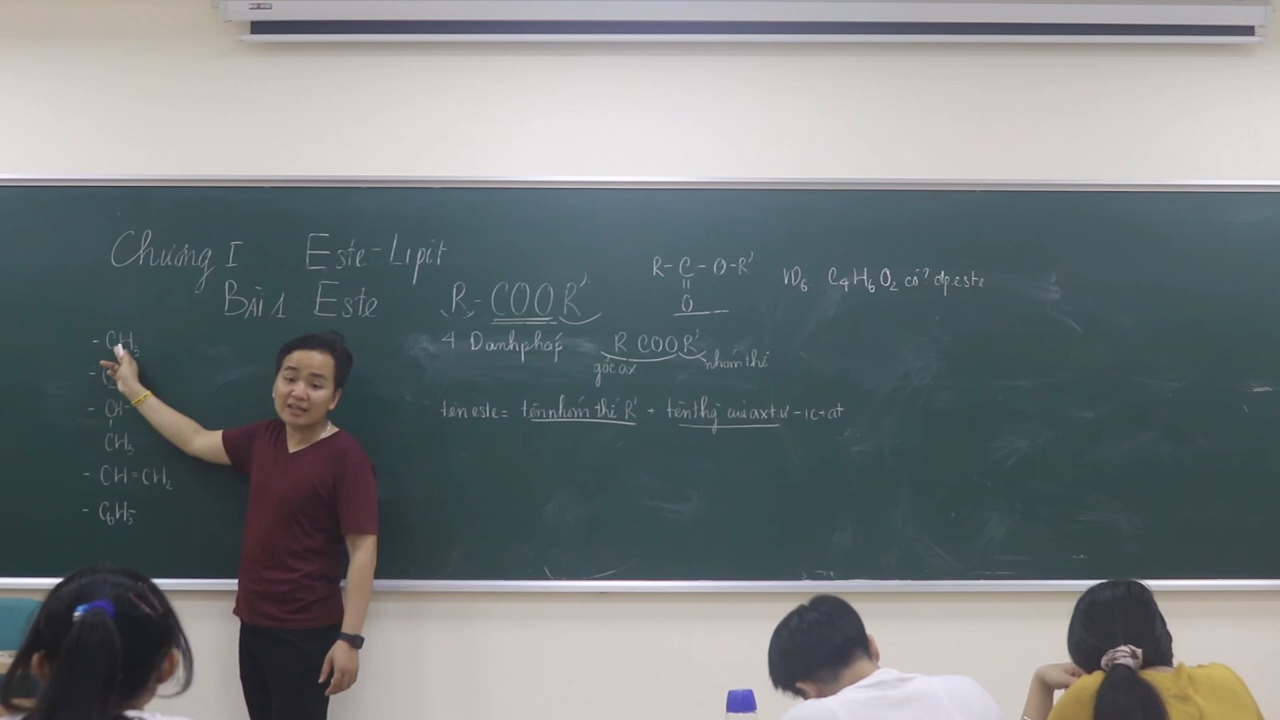 Chương I Este-Lipit
Bài 1 Este R-COOR'
R-C-O-R'
O
VD6 C4H6O2 có? đp este
- CH3
4 Danh pháp R COOR'
gốc ax nhóm thế
- CH-
CH3
tên este = tên nhóm thế R' + tên thg của axt.ư -ic+at
- CH=CH2
- C6H5-